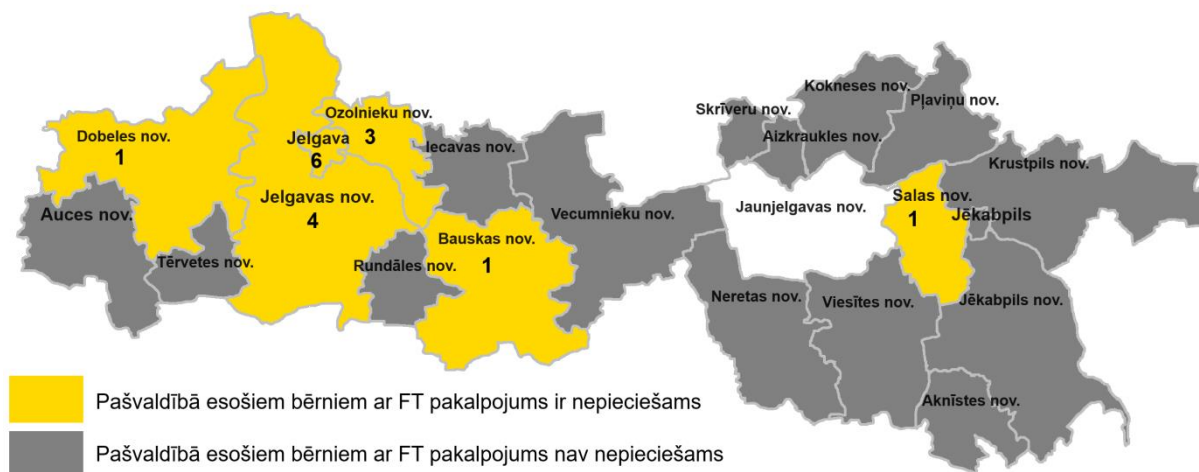 Dobeles nov.
1
Auces nov.
Tērvetes nov.
Jelgava
6
Ozolnieku nov.
3
Jelgavas nov.
4
Iecavas nov.
Rundāles nov.
Bauskas nov.
1
Vecumnieku nov.
Skrīveru nov.
Kokneses nov.
Aizkraukles nov.
Pļaviņu nov.
Krustpils nov.
Jaunjelgavas nov.
Salas nov.
1
Jēkabpils
Neretas nov.
Viesītes nov.
Jēkabpils nov.
Aknīstes nov.
Pašvaldībā esošiem bērniem ar FT pakalpojums ir nepieciešams
Pašvaldībā esošiem bērniem ar FT pakalpojums nav nepieciešams